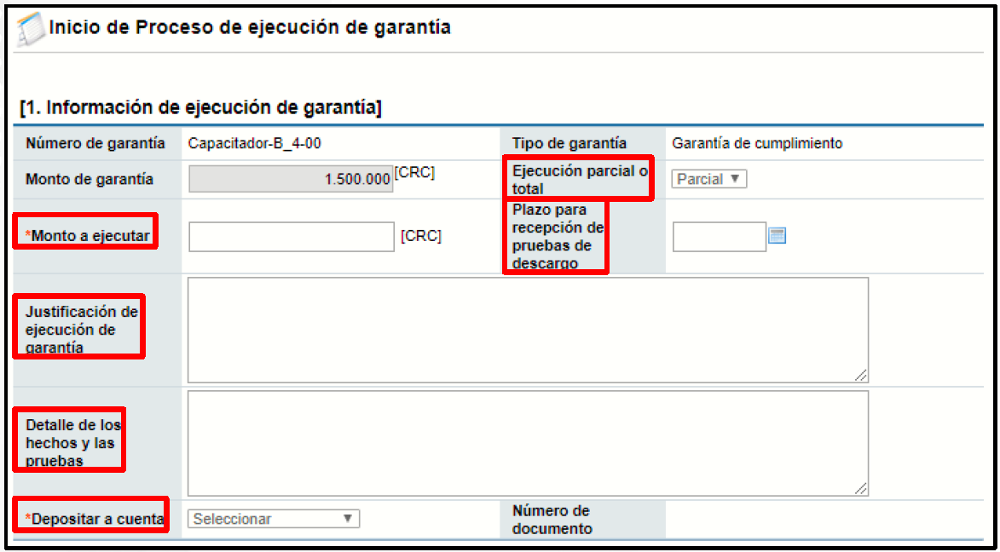 Inicio de Proceso de ejecución de garantía
[1. Información de ejecución de garantía]
Número de garantía Capacitador-B_4-00 Tipo de garantía Garantía de cumplimiento
Monto de garantía 1.500.000 [CRC] Ejecución parcial o
total Parcial
*Monto a ejecutar [CRC] Plazo para
recepción de
pruebas de
descargo
Justificación de
ejecución de
garantía
Detalle de los
hechos y las
pruebas
*Depositar a cuenta Seleccionar Número de
documento